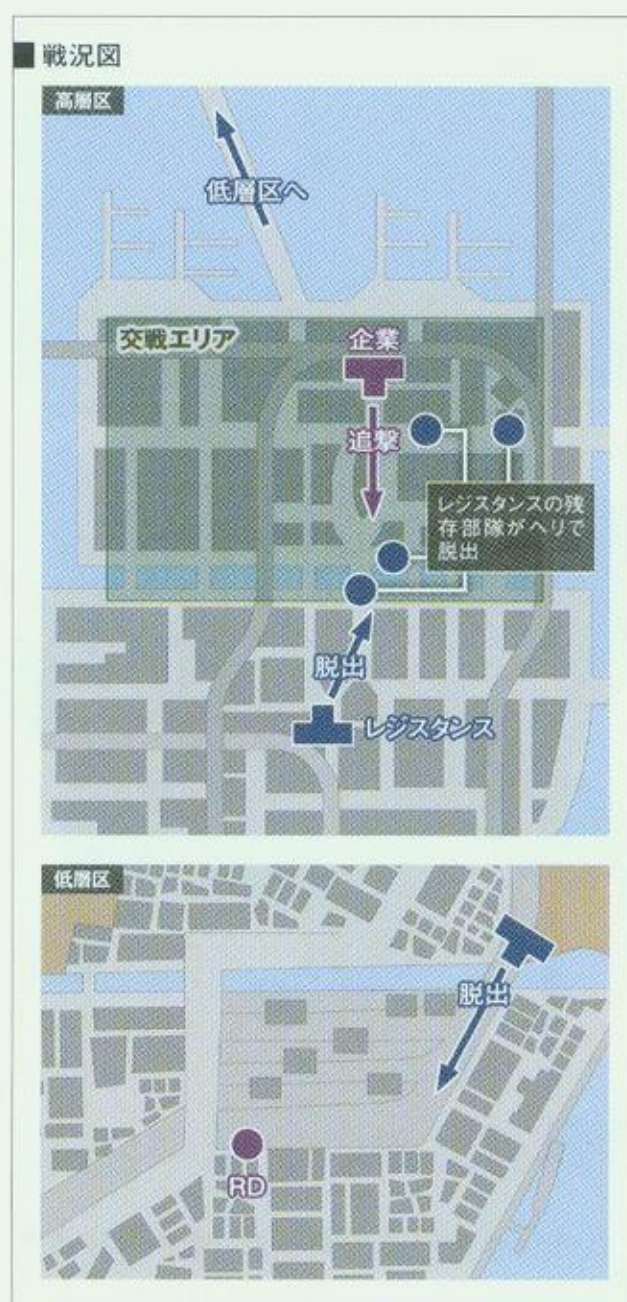 戦況図
高層区
低層区へ
交戦エリア
企業
追撃
レジスタンスの残
存部隊がヘリで
脱出
脱出
レジスタンス
低層区
脱出
RD